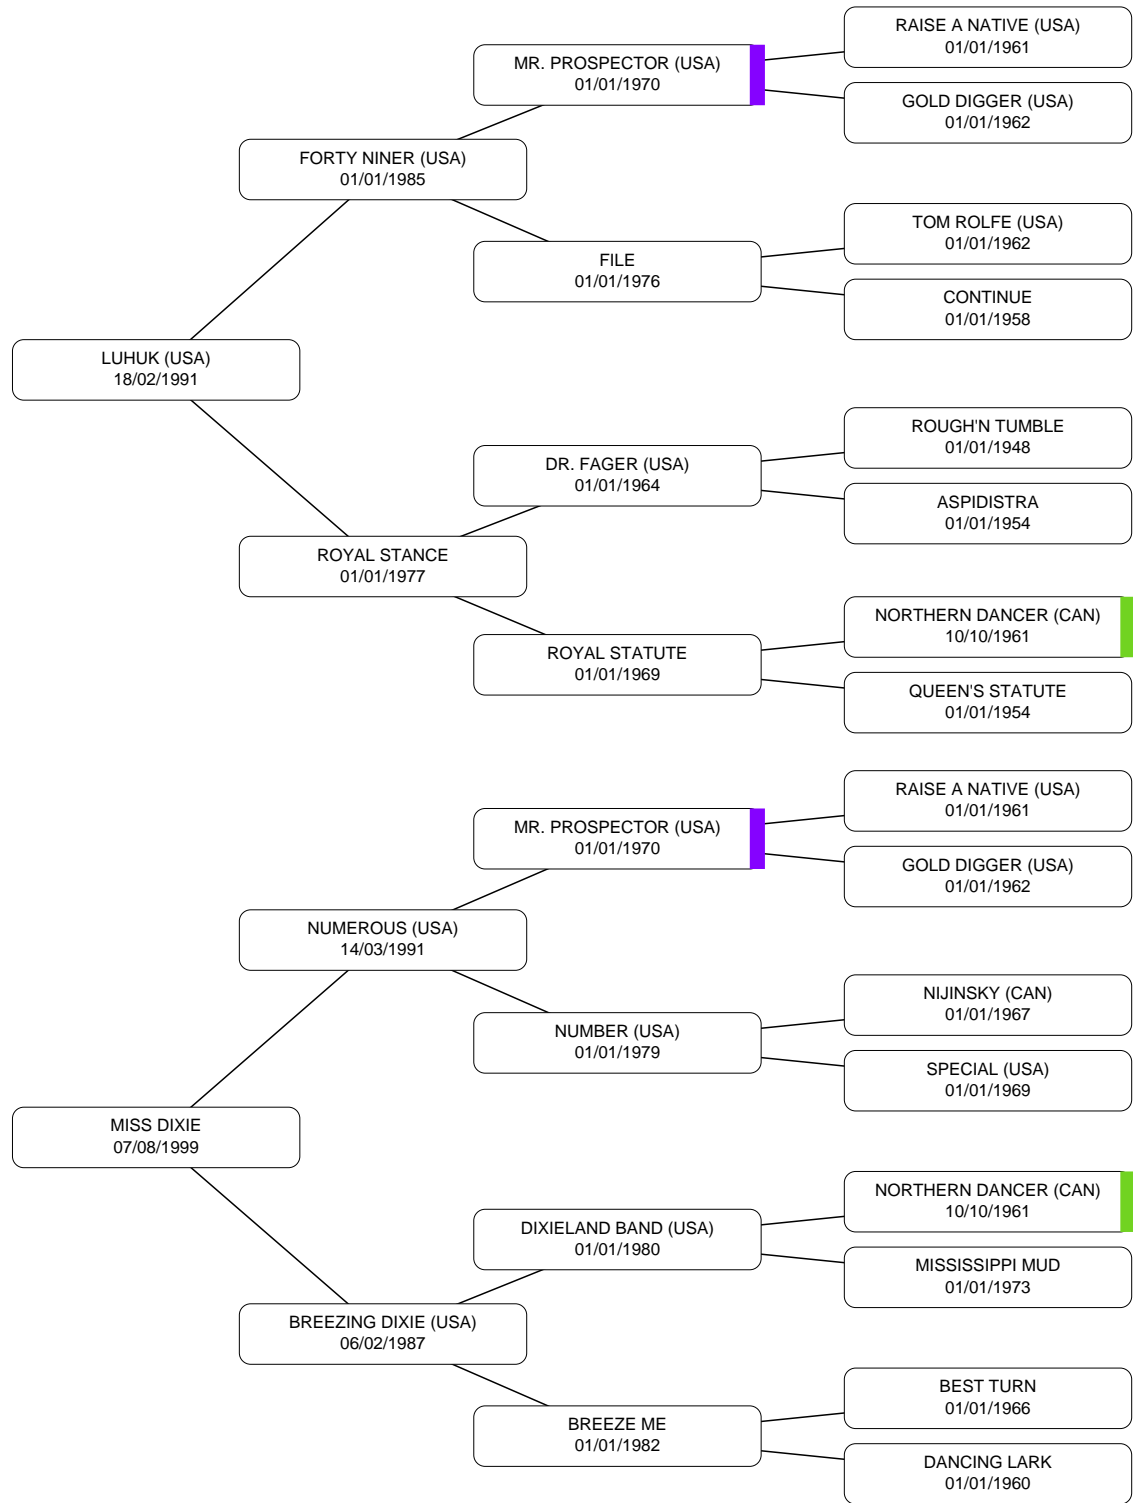 RAISE A NATIVE (USA)
01/01/1961
MR. PROSPECTOR (USA)
01/01/1970
GOLD DIGGER (USA)
01/01/1962
FORTY NINER (USA)
01/01/1985
TOM ROLFE (USA)
01/01/1962
FILE
01/01/1976
CONTINUE
01/01/1958
LUHUK (USA)
18/02/1991
ROUGH'N TUMBLE
01/01/1948
DR. FAGER (USA)
01/01/1964
ASPIDISTRA
01/01/1954
ROYAL STANCE
01/01/1977
NORTHERN DANCER (CAN)
10/10/1961
ROYAL STATUTE
01/01/1969
QUEEN'S STATUTE
01/01/1954
RAISE A NATIVE (USA)
01/01/1961
MR. PROSPECTOR (USA)
01/01/1970
GOLD DIGGER (USA)
01/01/1962
NUMEROUS (USA)
14/03/1991
NIJINSKY (CAN)
01/01/1967
NUMBER (USA)
01/01/1979
SPECIAL (USA)
01/01/1969
MISS DIXIE
07/08/1999
NORTHERN DANCER (CAN)
10/10/1961
DIXIELAND BAND (USA)
01/01/1980
MISSISSIPPI MUD
01/01/1973
BREEZING DIXIE (USA)
06/02/1987
BEST TURN
01/01/1966
BREEZE ME
01/01/1982
DANCING LARK
01/01/1960